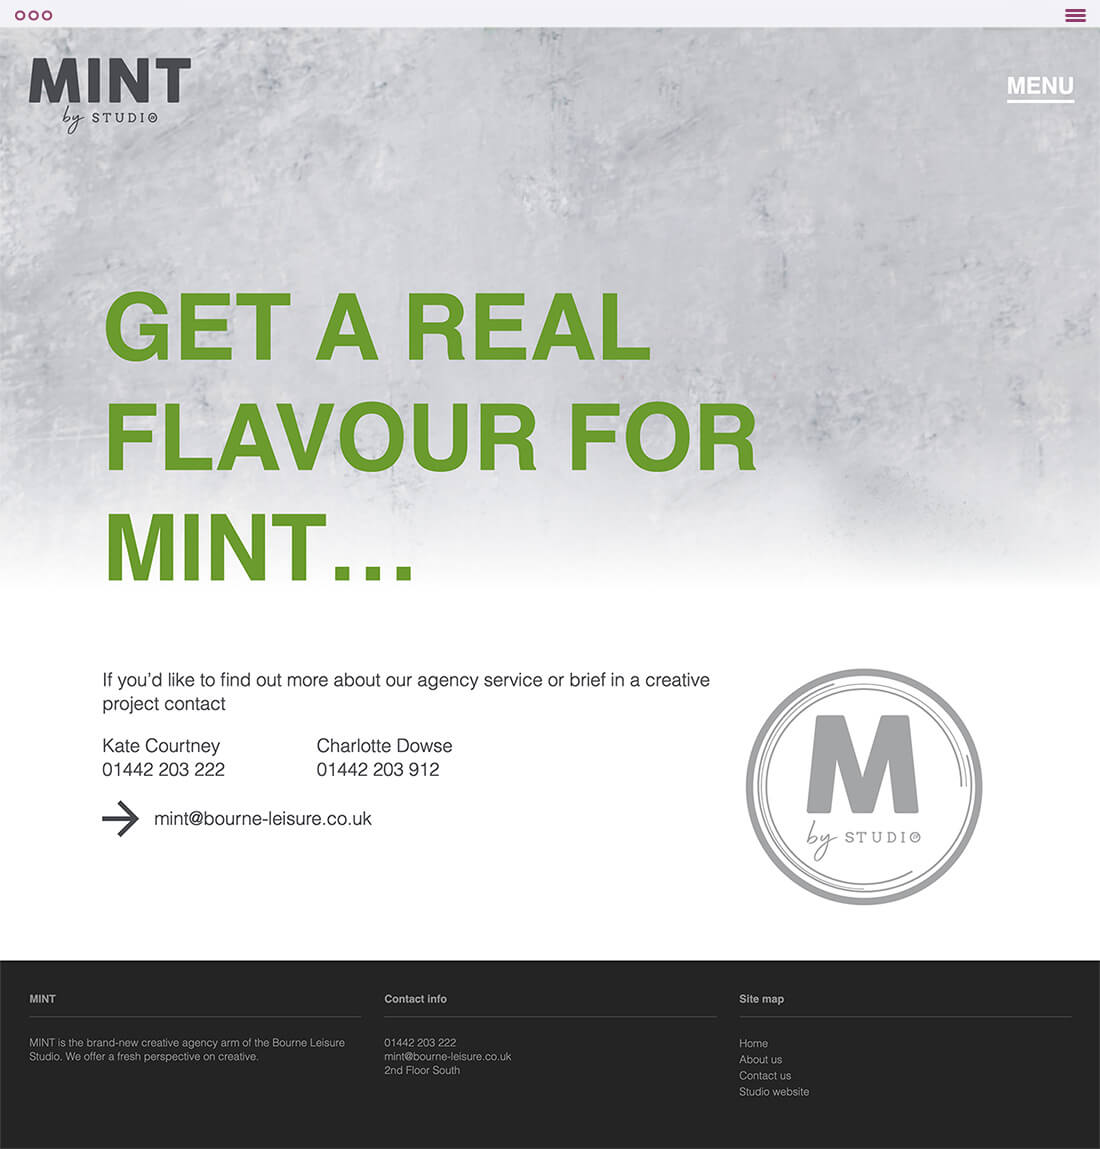 MINT
by STUDIO
MENU
GET A REAL
FLAVOUR FOR
MINT...
If you’d like to find out more about our agency service or brief in a creative
project contact
Kate Courtney
01442 203 222
Charlotte Dowse
01442 203 912
mint@bourne-leisure.co.uk
M
by STUDIO
MINT
MINT is the brand-new creative agency arm of the Bourne Leisure
Studio. We offer a fresh perspective on creative.
Contact info
01442 203 222
mint@bourne-leisure.co.uk
2nd Floor South
Site map
Home
About us
Contact us
Studio website